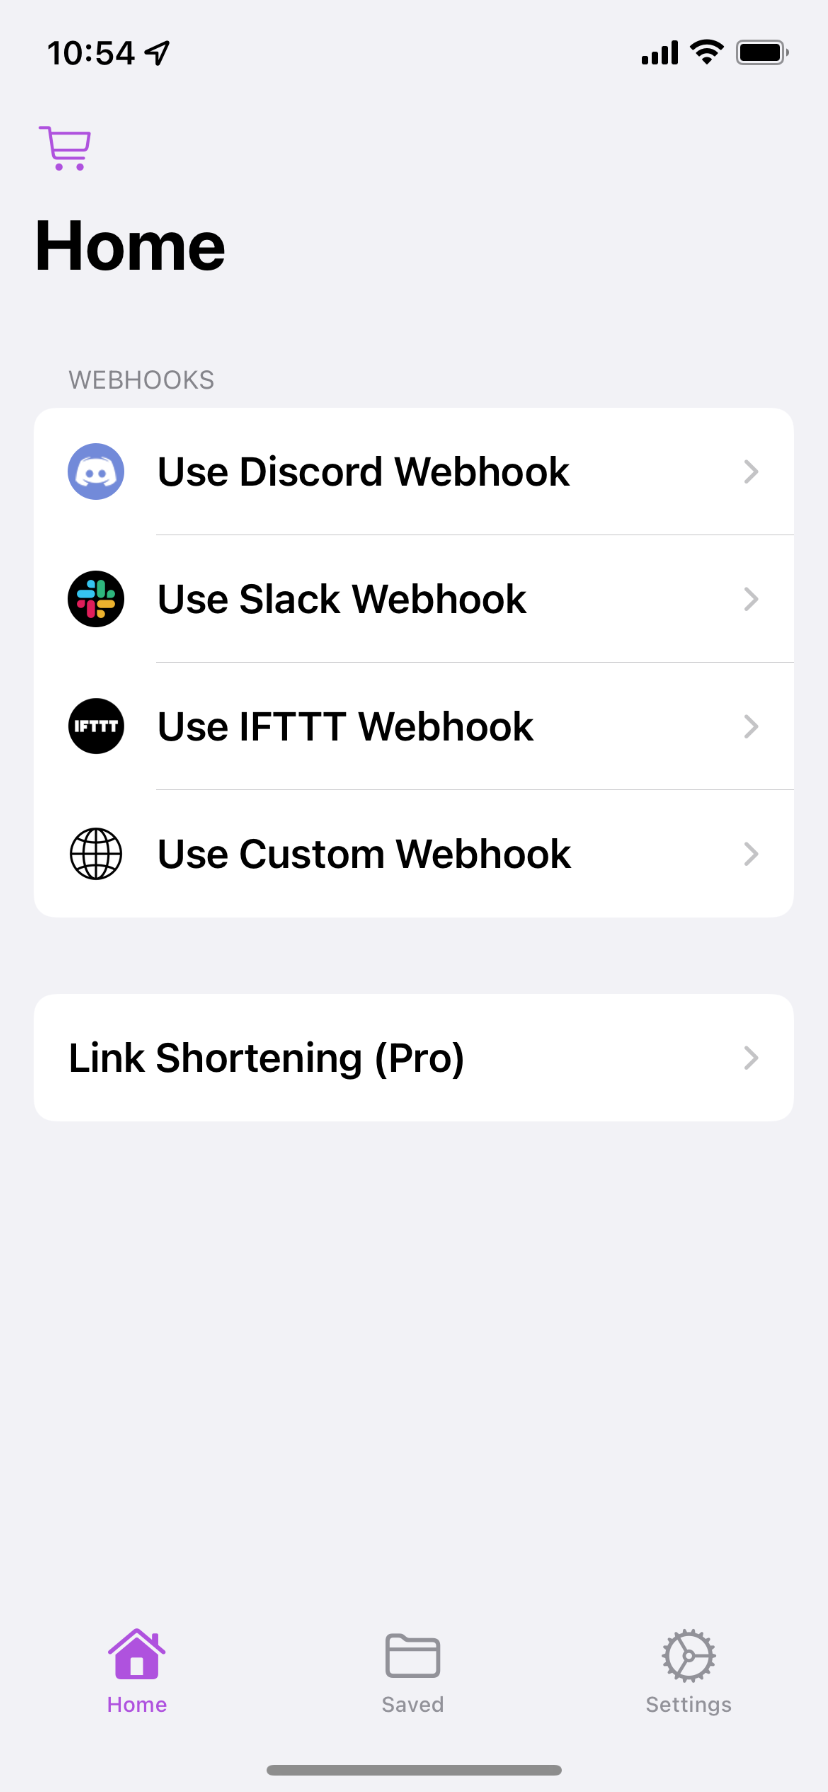 10:54
Home
WEBHOOKS
Use Discord Webhook
Use Slack Webhook
IFTTT Use IFTTT Webhook
Use Custom Webhook
Link Shortening (Pro)
Home Saved Settings